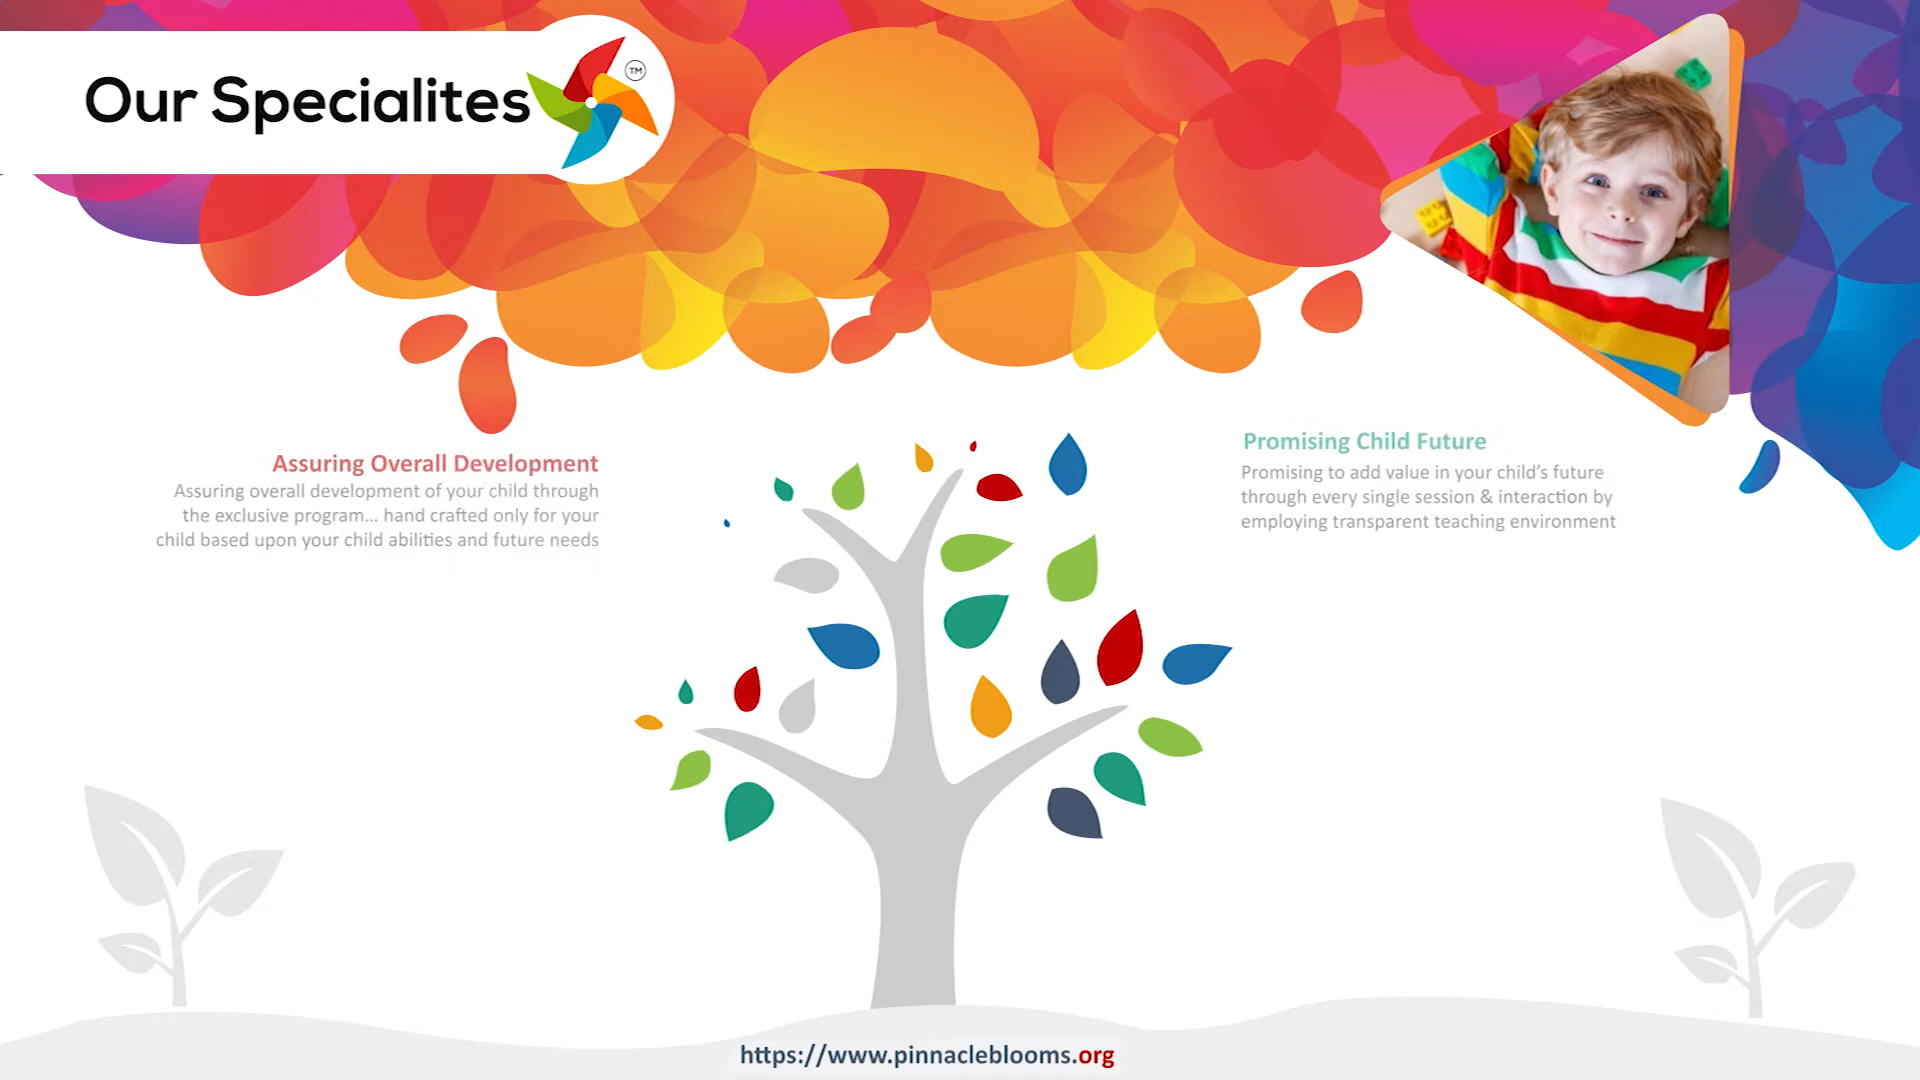 Our Specialites
TM
Assuring Overall Development
Assuring overall development of your child through
the exclusive program... hand crafted only for your
child based upon your child abilities and future needs
Promising Child Future
Promising to add value in your child’s future
through every single session & interaction by
employing transparent teaching environment
https://www.pinnacleblooms.org